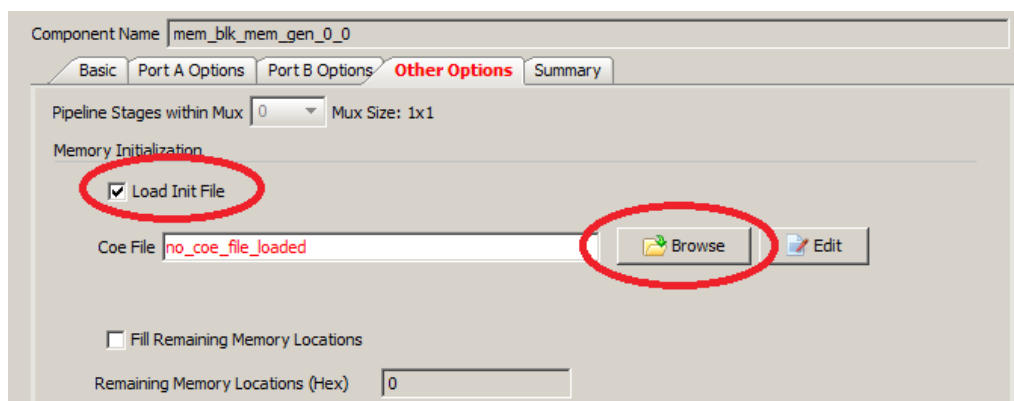 Component Name mem_blk_mem_gen_0_0
Basic Port A Options Port B Options Other Options Summary
Pipeline Stages within Mux 0 Mux Size: 1x1
Memory Initialization
Load Init File
Coe File no_coe_file_loaded Browse Edit
Fill Remaining Memory Locations
Remaining Memory Locations (Hex) 0